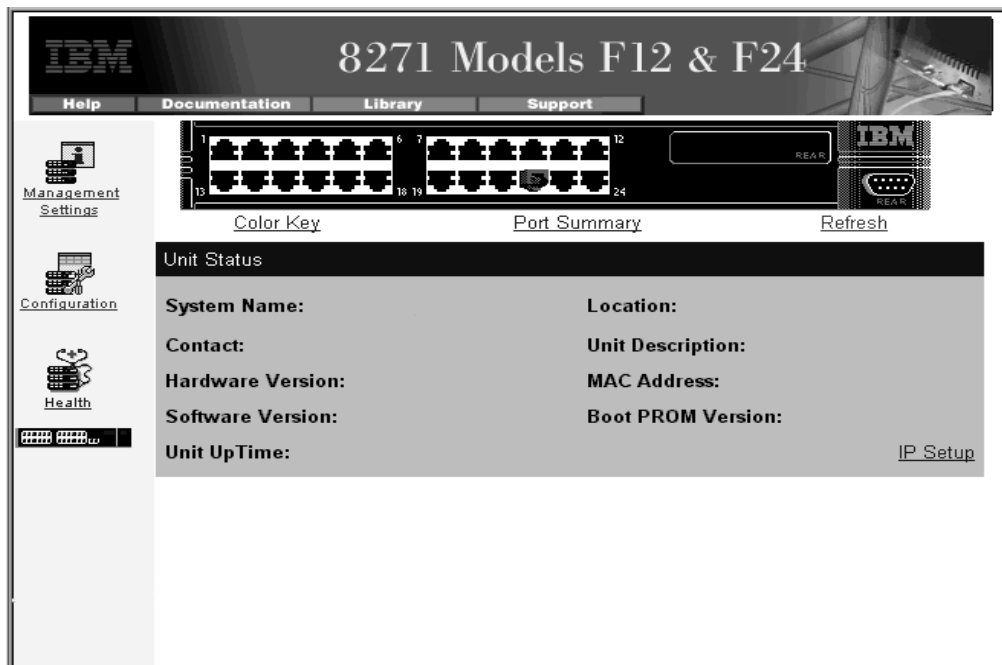 IBM
8271 Models F12 & F24
Help Documentation Library Support
1 6 7 12
REAR
IBM
13 18 19 24
REAR
Color Key Port Summary Refresh
Management
Settings
Configuration
Health
Unit Status
System Name: Location:
Contact: Unit Description:
Hardware Version: MAC Address:
Software Version: Boot PROM Version:
Unit UpTime: IP Setup